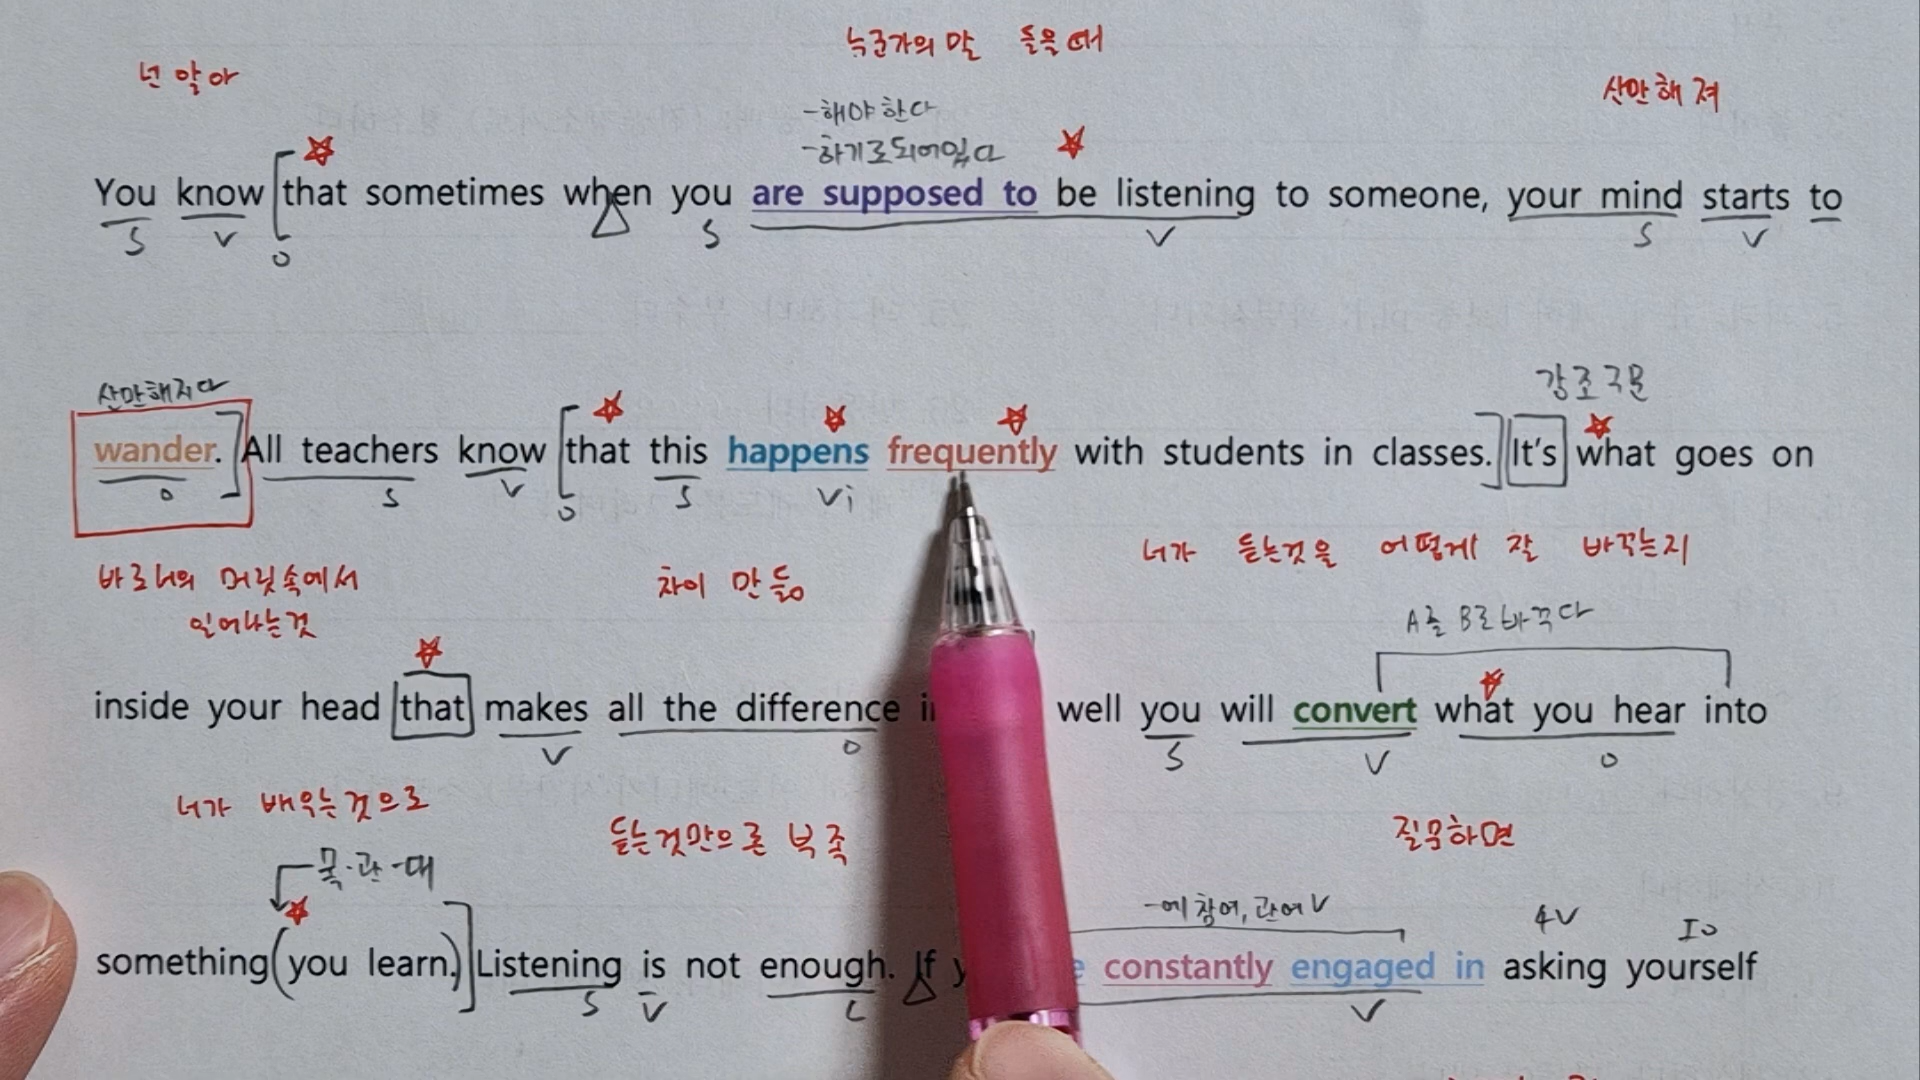 누군가의 말 들을 때
넌 알아
산만해 져
-해야 한다
-하기로 되어있다
You know that sometimes when you are supposed to be listening to someone, your mind starts to
S V O S V S V
산만해지다
강조구문
wander. All teachers know that this happens frequently with students in classes. It's what goes on
O S V O S Vi
너가 듣는것을 어떻게 잘 바꾸는지
바로 너의 머릿속에서 차이 만듦
일어나는 것
A를 B로 바꾸다
inside your head that makes all the difference well you will convert what you hear into
V O S V O
너가 배우는 것으로
듣는것만으론 부족
질문하면
목·관·대
-에 참여, 관여 V
4V IO
something (you learn.) Listening is not enough. If constantly engaged in asking yourself
S V C V